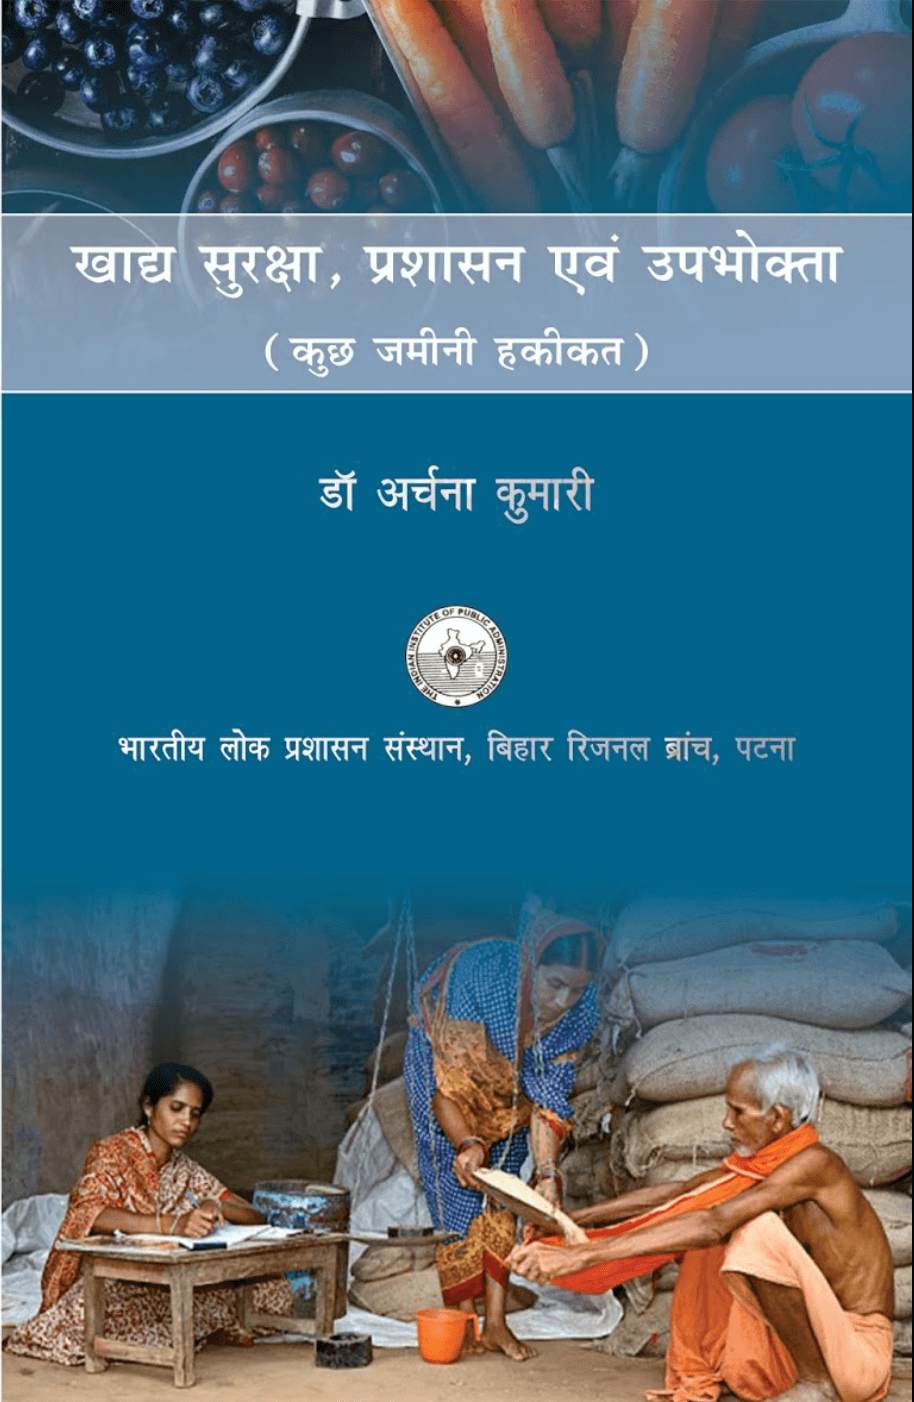 खाद्य सुरक्षा, प्रशासन एवं उपभोक्ता
(कुछ जमीनी हकीकत)
डॉ अर्चना कुमारी
THE INDIAN INSTITUTE OF PUBLIC ADMINISTRATION
भारतीय लोक प्रशासन संस्थान, बिहार रिजनल ब्रांच, पटना